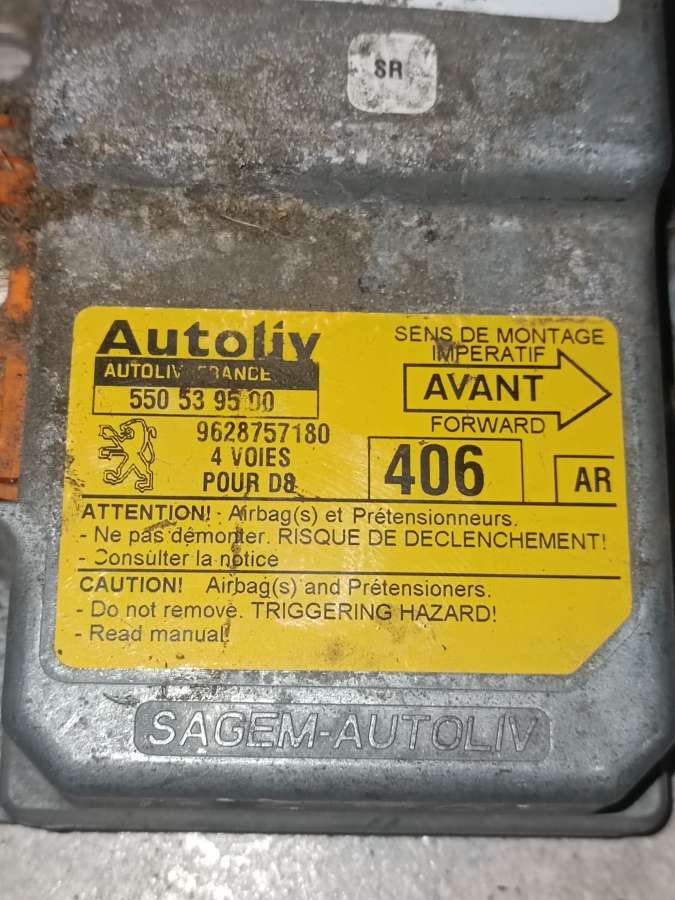 SR
Autoliv
AUTOLIV FRANCE
550 53 95 00
9628757180
4 VOIES
POUR D8
SENS DE MONTAGE
IMPERATIF
AVANT
FORWARD
406
AR
ATTENTION! : Airbag(s) et Prétensionneurs.
- Ne pas démonter. RISQUE DE DECLENCHEMENT!
- Consulter la notice
CAUTION! Airbag(s) and Prétensioners.
- Do not remove. TRIGGERING HAZARD!
- Read manual!
SAGEM-AUTOLIV